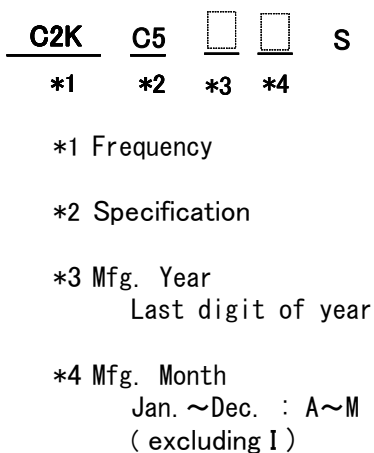 C2K C5 S
*1 *2 *3 *4
*1 Frequency
*2 Specification
*3 Mfg. Year
Last digit of year
*4 Mfg. Month
Jan.～Dec. : A～M
( excluding I )